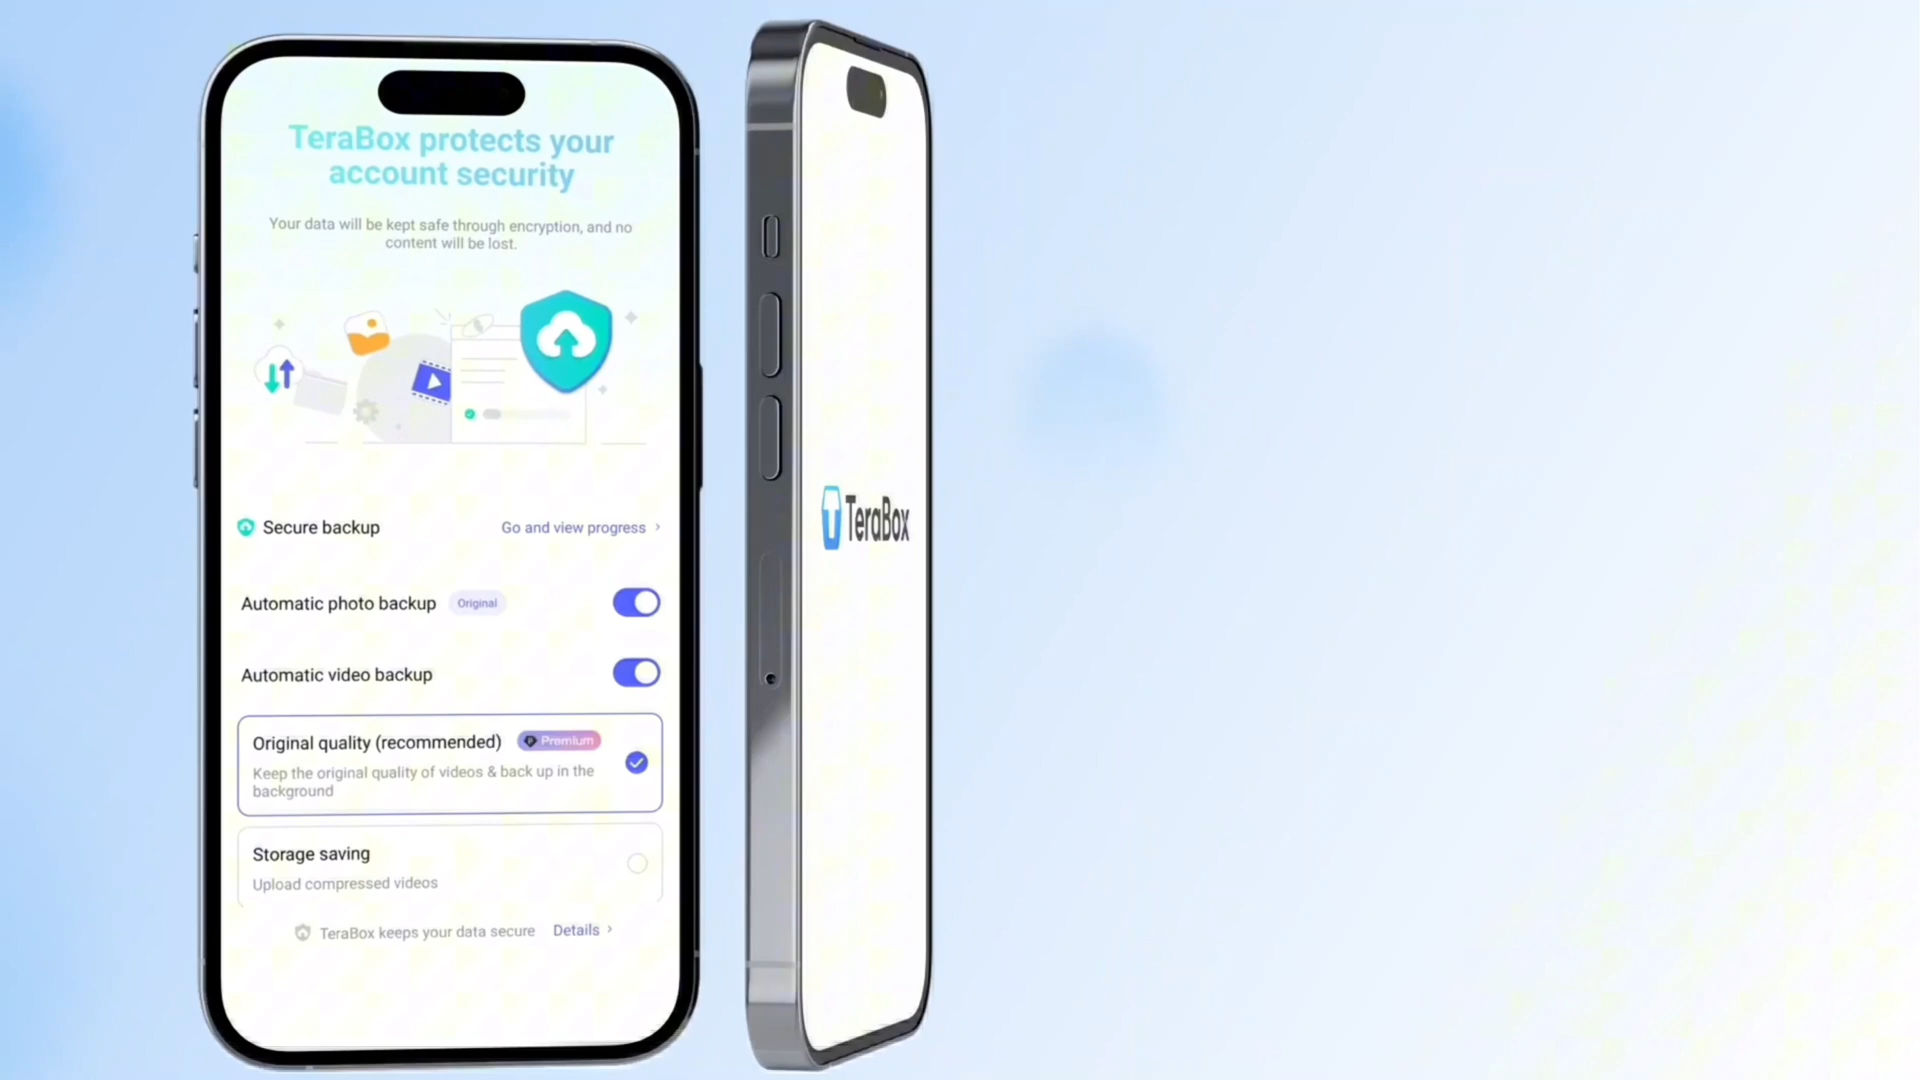 TeraBox protects your
account security
Your data will be kept safe through encryption, and no
content will be lost.
Secure backup
Go and view progress
Automatic photo backup
Original
Automatic video backup
Original quality (recommended)
Premium
Keep the original quality of videos & back up in the
background
Storage saving
Upload compressed videos
TeraBox keeps your data secure
Details
TeraBox